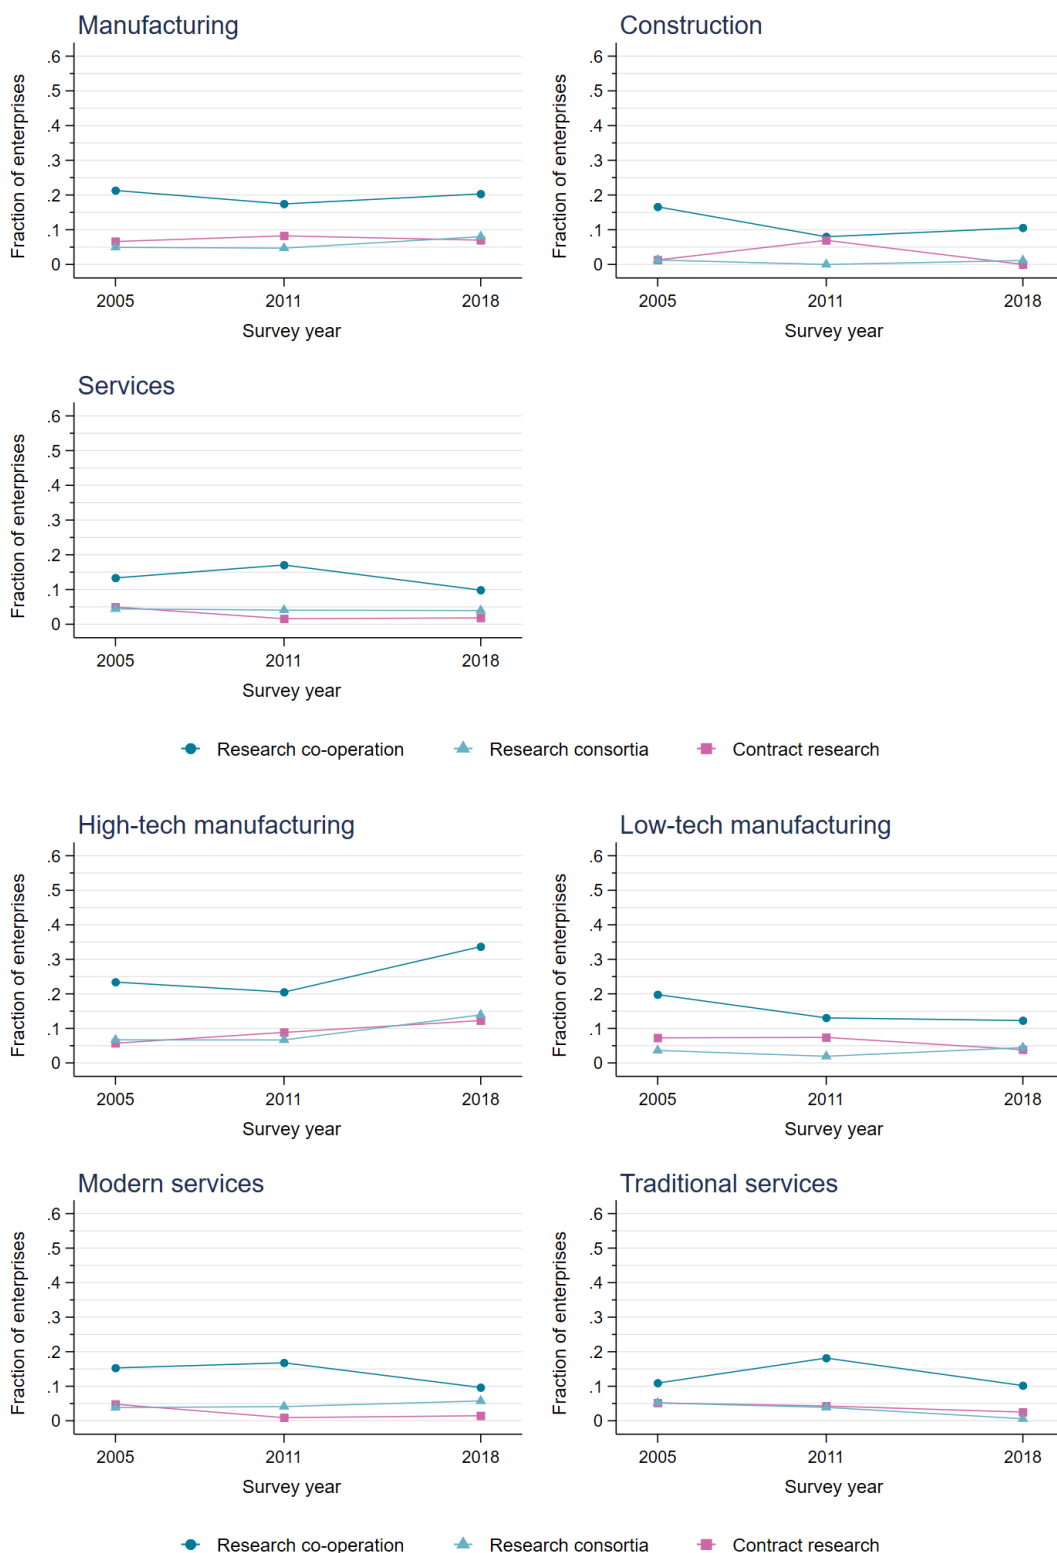 Manufacturing
Fraction of enterprises
.6
.5
.4
.3
.2
.1
0
2005 2011 2018
Survey year
Construction
Fraction of enterprises
.6
.5
.4
.3
.2
.1
0
2005 2011 2018
Survey year
Services
Fraction of enterprises
.6
.5
.4
.3
.2
.1
0
2005 2011 2018
Survey year
Research co-operation Research consortia Contract research
High-tech manufacturing
Fraction of enterprises
.6
.5
.4
.3
.2
.1
0
2005 2011 2018
Survey year
Low-tech manufacturing
Fraction of enterprises
.6
.5
.4
.3
.2
.1
0
2005 2011 2018
Survey year
Modern services
Fraction of enterprises
.6
.5
.4
.3
.2
.1
0
2005 2011 2018
Survey year
Traditional services
Fraction of enterprises
.6
.5
.4
.3
.2
.1
0
2005 2011 2018
Survey year
Research co-operation Research consortia Contract research